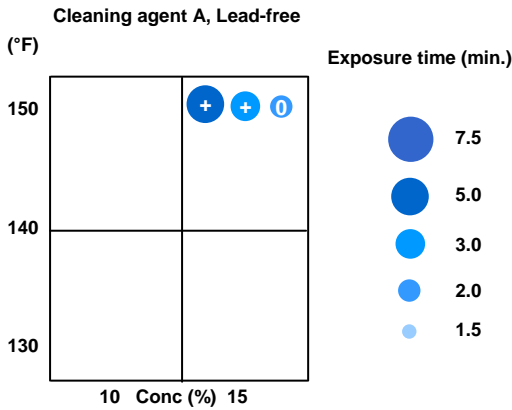 Cleaning agent A, Lead-free
(°F)
Exposure time (min.)
150
+ + 0
7.5
5.0
140
3.0
2.0
130
1.5
10 Conc (%) 15